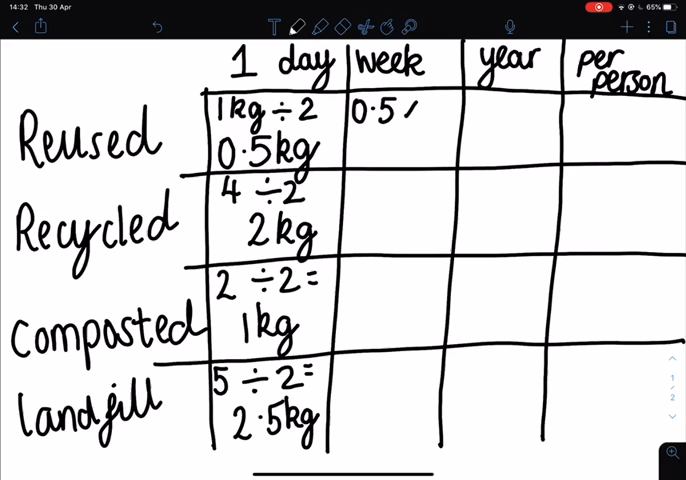 14:32 Thu 30 Apr
65%
1 day week year per person
Reused 1kg ÷ 2 0.5
0.5kg
Recycled 4 ÷ 2
2kg
Composted 2 ÷ 2 =
1kg
landfill 5 ÷ 2 =
2.5kg
1
2